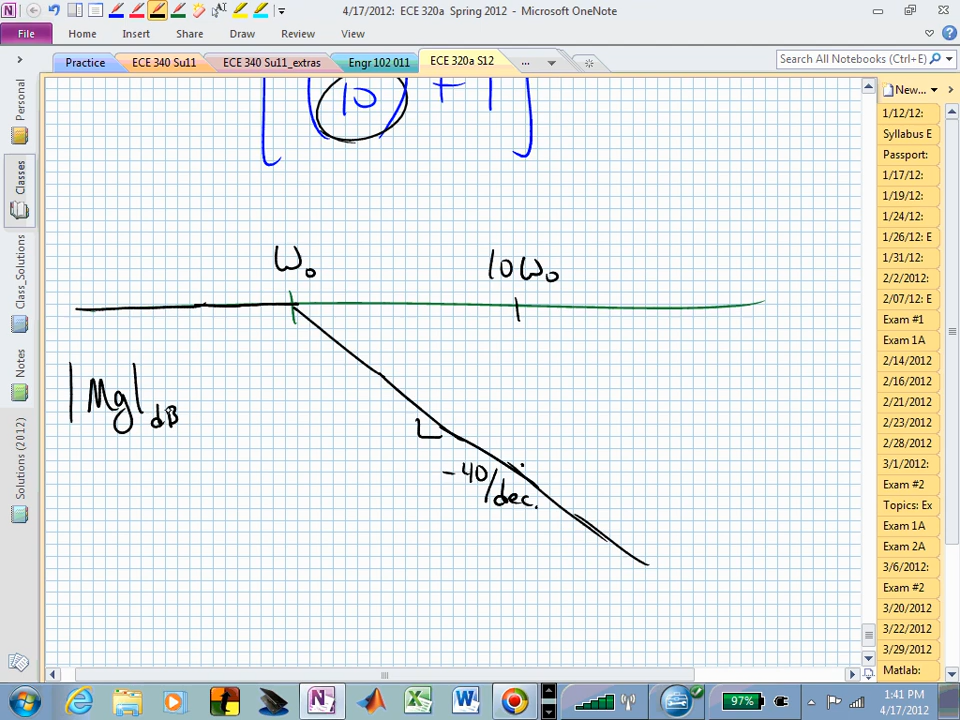 4/17/2012: ECE 320a Spring 2012 - Microsoft OneNote
File Home Insert Share Draw Review View
Practice ECE 340 Su11 ECE 340 Su11_extras Engr 102 011 ECE 320a S12 ...
Search All Notebooks (Ctrl+E)
New...
Personal
Classes
Class_Solutions
Notes
Solutions (2012)
1/12/12:
Syllabus E
Passport:
1/17/12:
1/19/12:
1/24/12:
1/26/12: E
1/31/12:
2/2/2012:
2/07/12: E
Exam #1
Exam 1A
2/14/2012
2/16/2012
2/21/2012
2/23/2012
2/28/2012
3/1/2012:
Exam #2
Topics: Ex
Exam 1A
Exam 2A
3/6/2012:
Exam #2
3/20/2012
3/22/2012
3/29/2012
Matlab:
[ (10) + 1 ]
ω₀ 10ω₀
|Mg|dB
-40/dec.
97%
1:41 PM
4/17/2012